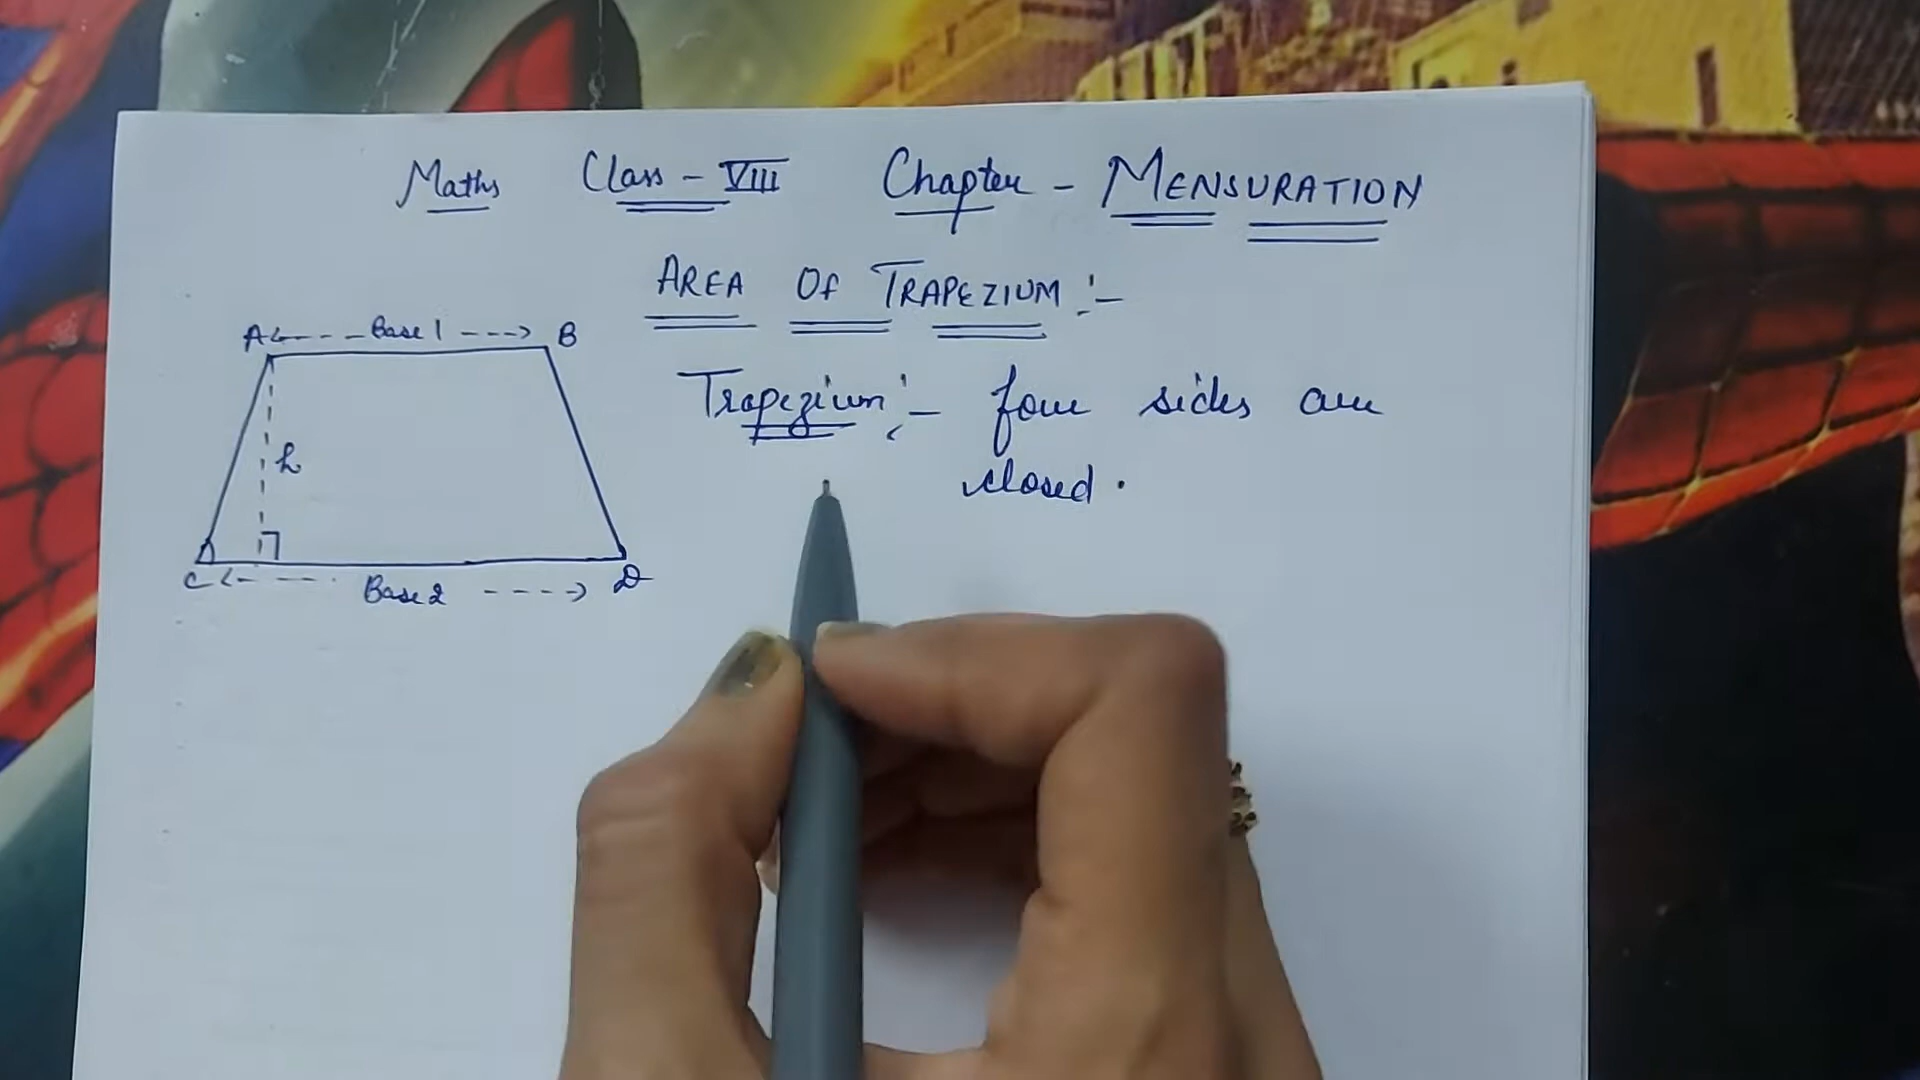 Maths Class - VIII Chapter - MENSURATION
AREA Of TRAPEZIUM :-
A <- - - - Base 1 - - - -> B
Trapezium :- four sides are
closed .
h
C <- - - - Base 2 - - - -> D